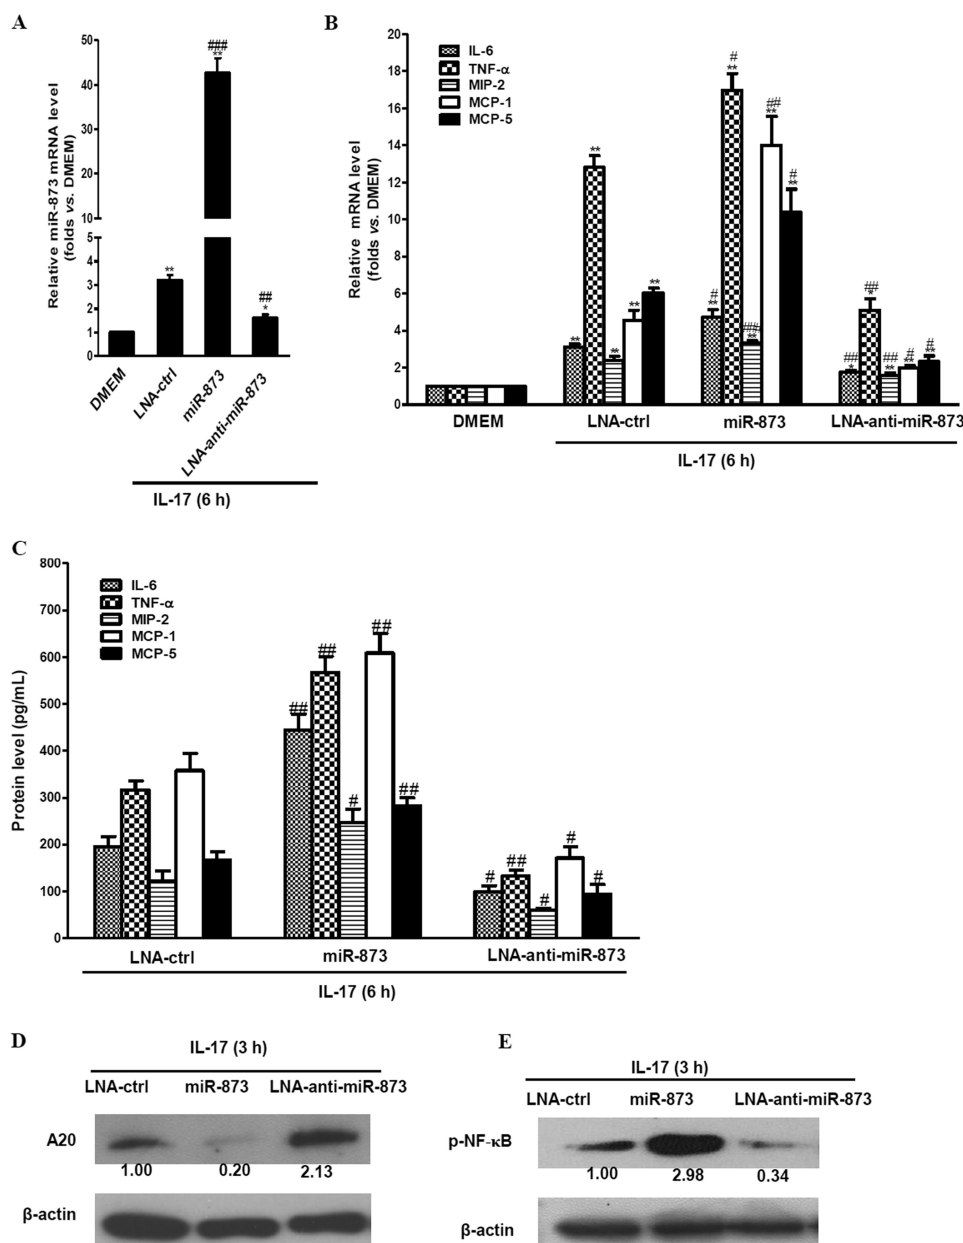 A
Relative miR-873 mRNA level
(folds vs. DMEM)
50
40
30
20
10
5
4
3
2
1
0
**
###
**
##
*
DMEM
LNA-ctrl
miR-873
LNA-anti-miR-873
IL-17 (6 h)
B
Relative mRNA level
(folds vs. DMEM)
20
18
16
14
12
10
8
6
4
2
0
IL-6
TNF-α
MIP-2
MCP-1
MCP-5
**
**
**
**
**
#
**
#
**
###
**
##
**
#
**
##
*
##
*
##
**
#
**
#
**
DMEM
LNA-ctrl
miR-873
LNA-anti-miR-873
IL-17 (6 h)
C
Protein level (pg/mL)
800
700
600
500
400
300
200
100
0
IL-6
TNF-α
MIP-2
MCP-1
MCP-5
##
##
#
##
##
#
##
#
#
#
LNA-ctrl
miR-873
LNA-anti-miR-873
IL-17 (6 h)
D
IL-17 (3 h)
LNA-ctrl miR-873 LNA-anti-miR-873
A20
1.00 0.20 2.13
β-actin
E
IL-17 (3 h)
LNA-ctrl miR-873 LNA-anti-miR-873
p-NF-κB
1.00 2.98 0.34
β-actin